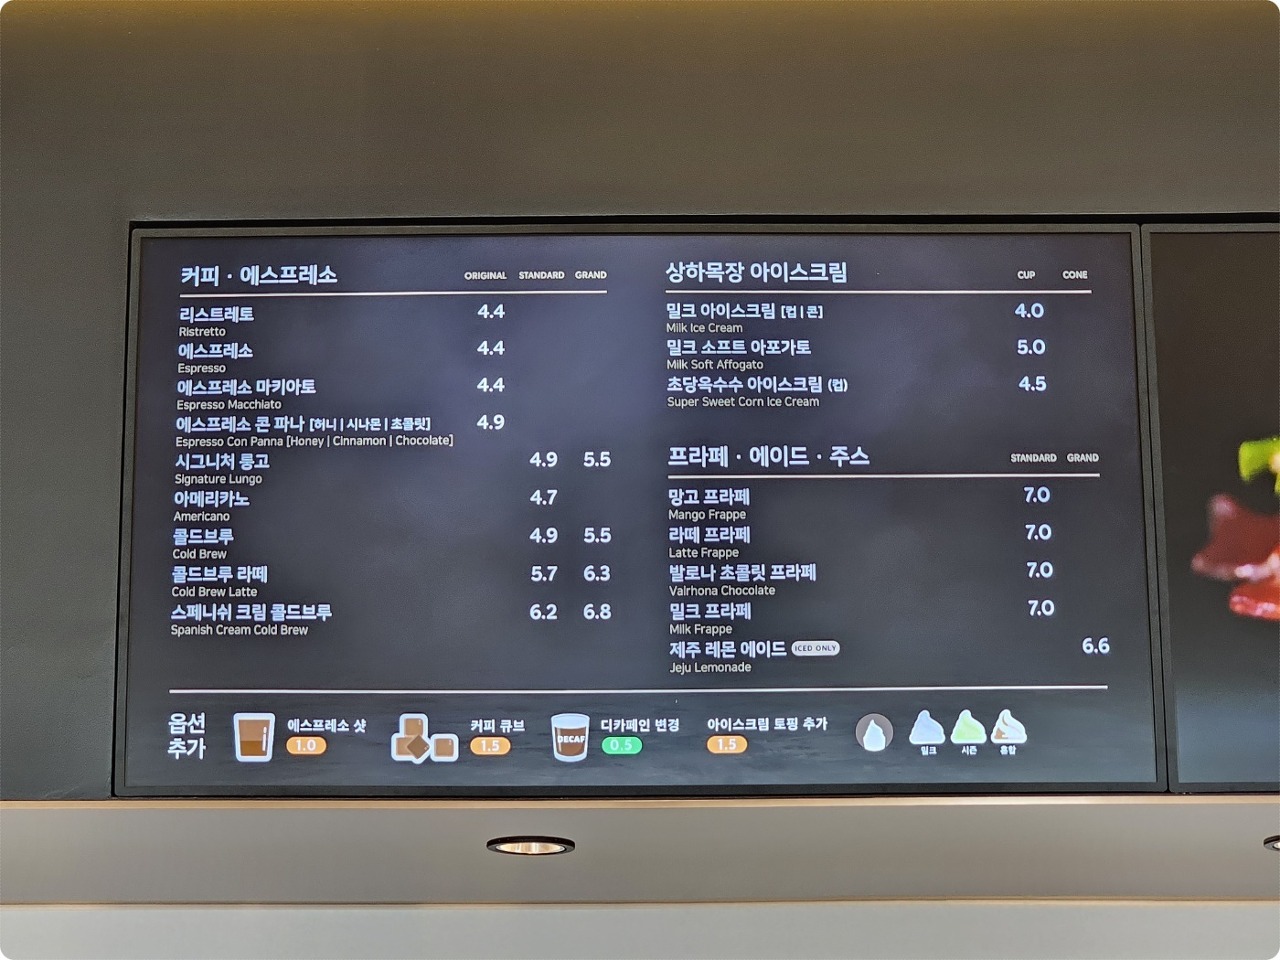 커피 · 에스프레소 ORIGINAL STANDARD GRAND
리스트레토 4.4
Ristretto
에스프레소 4.4
Espresso
에스프레소 마키아토 4.4
Espresso Macchiato
에스프레소 콘 파나 [허니 | 시나몬 | 초콜릿] 4.9
Espresso Con Panna [Honey | Cinnamon | Chocolate]
시그니처 룽고 4.9 5.5
Signature Lungo
아메리카노 4.7
Americano
콜드브루 4.9 5.5
Cold Brew
콜드브루 라떼 5.7 6.3
Cold Brew Latte
스페니쉬 크림 콜드브루 6.2 6.8
Spanish Cream Cold Brew
상하목장 아이스크림 CUP CONE
밀크 아이스크림 [컵 | 콘] 4.0
Milk Ice Cream
밀크 소프트 아포가토 5.0
Milk Soft Affogato
초당옥수수 아이스크림 (컵) 4.5
Super Sweet Corn Ice Cream
프라페 · 에이드 · 주스 STANDARD GRAND
망고 프라페 7.0
Mango Frappe
라떼 프라페 7.0
Latte Frappe
발로나 초콜릿 프라페 7.0
Valrhona Chocolate
밀크 프라페 7.0
Milk Frappe
제주 레몬 에이드 ICED ONLY 6.6
Jeju Lemonade
옵션 추가
에스프레소 샷 1.0
커피 큐브 1.5
DECAF
디카페인 변경 0.5
아이스크림 토핑 추가 1.5
밀크 시즌 혼합